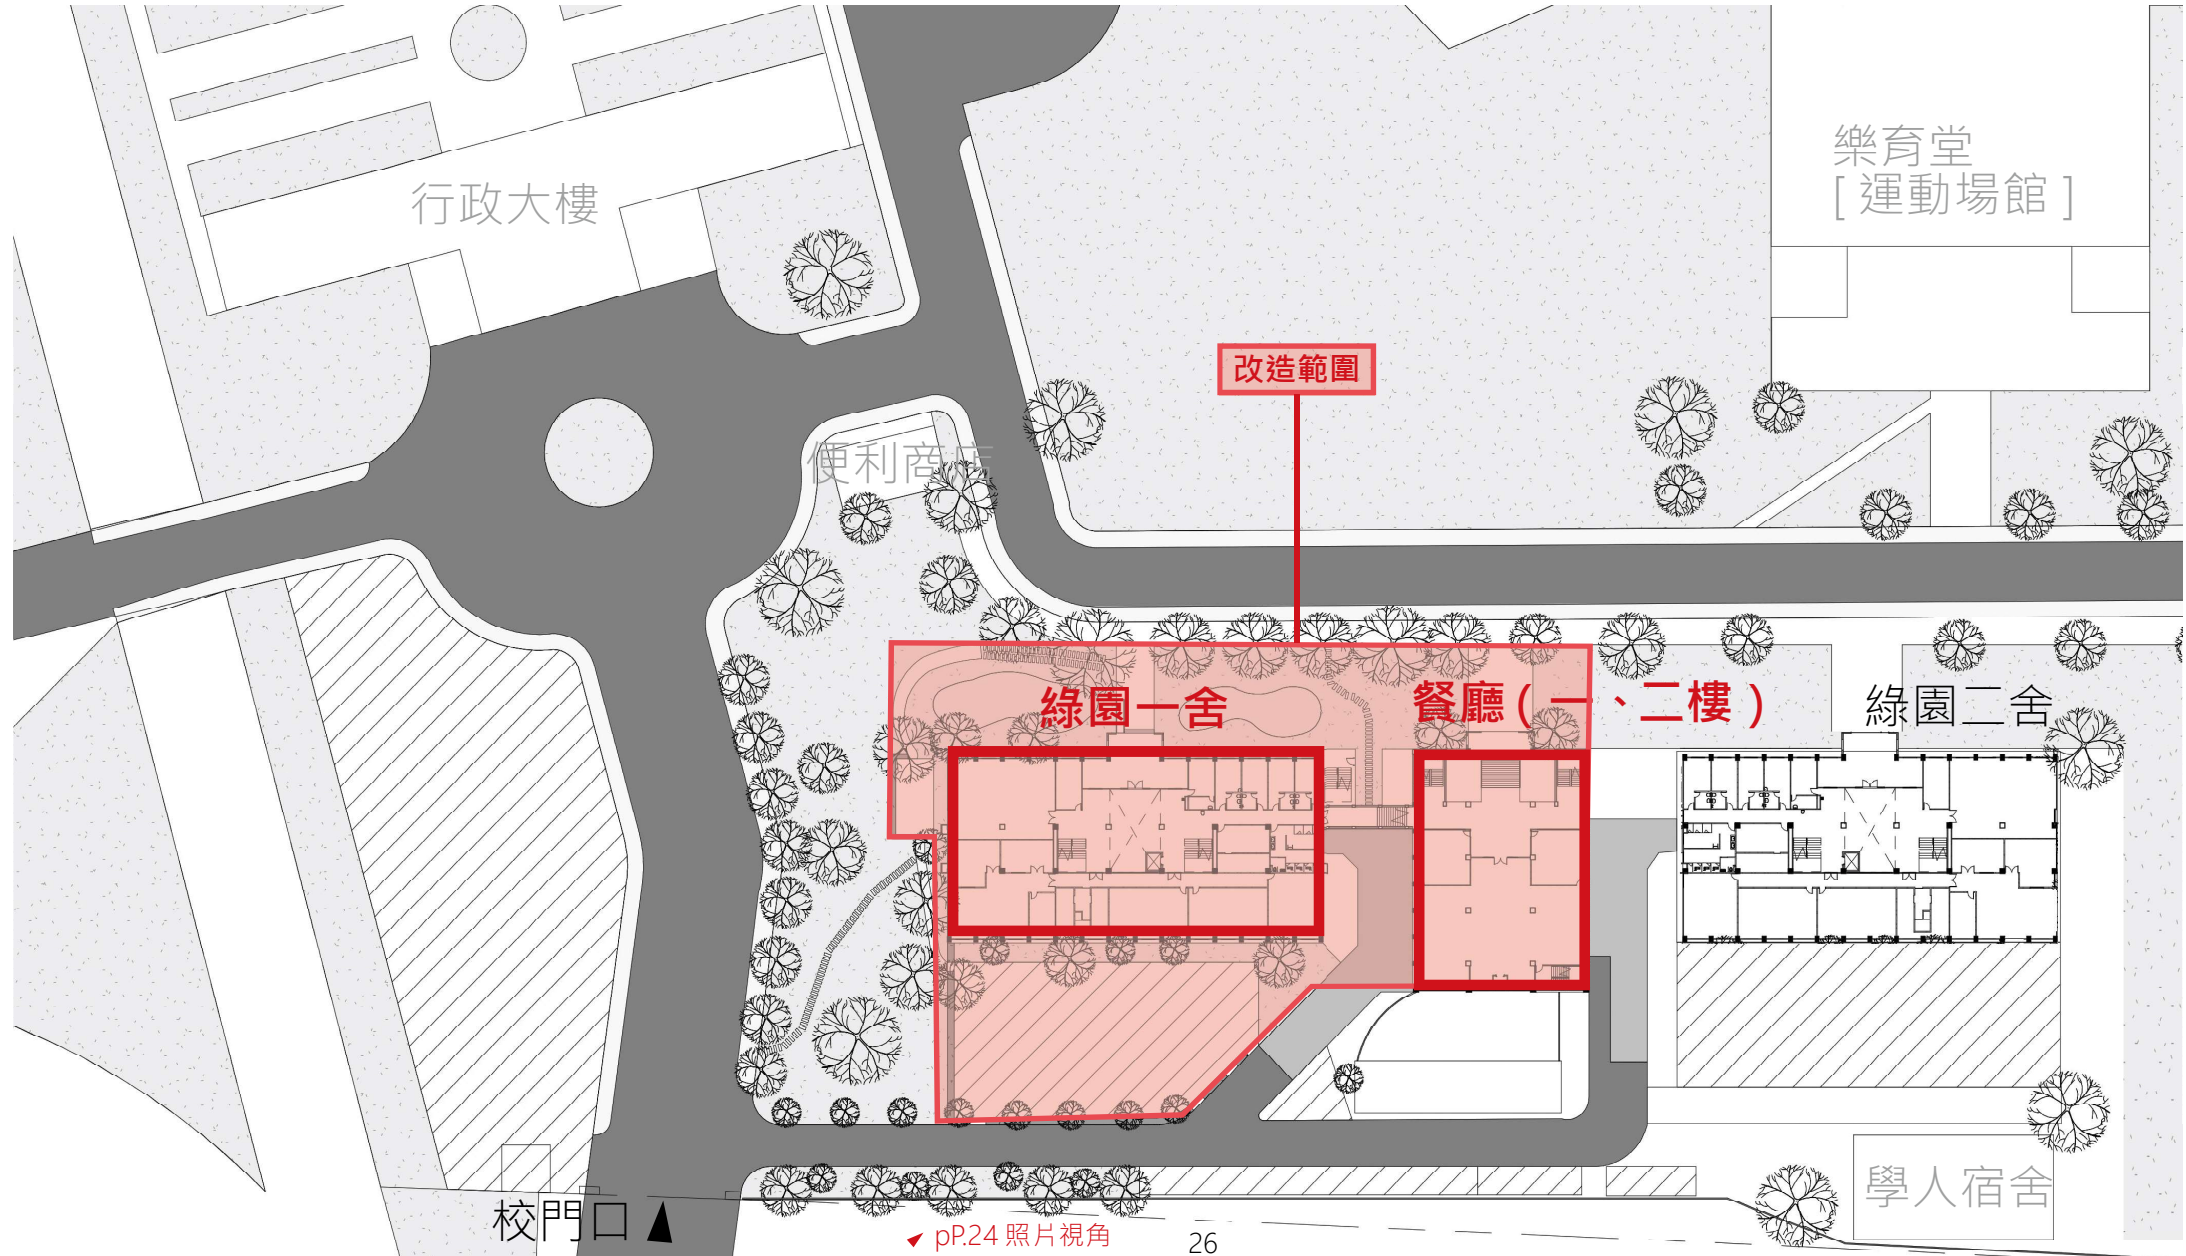 樂育堂
[ 運動場館 ]
行政大樓
改造範圍
便利商店
綠園一舍
餐廳 ( 一、二樓 )
綠園二舍
學人宿舍
校門口
pP.24 照片視角
26